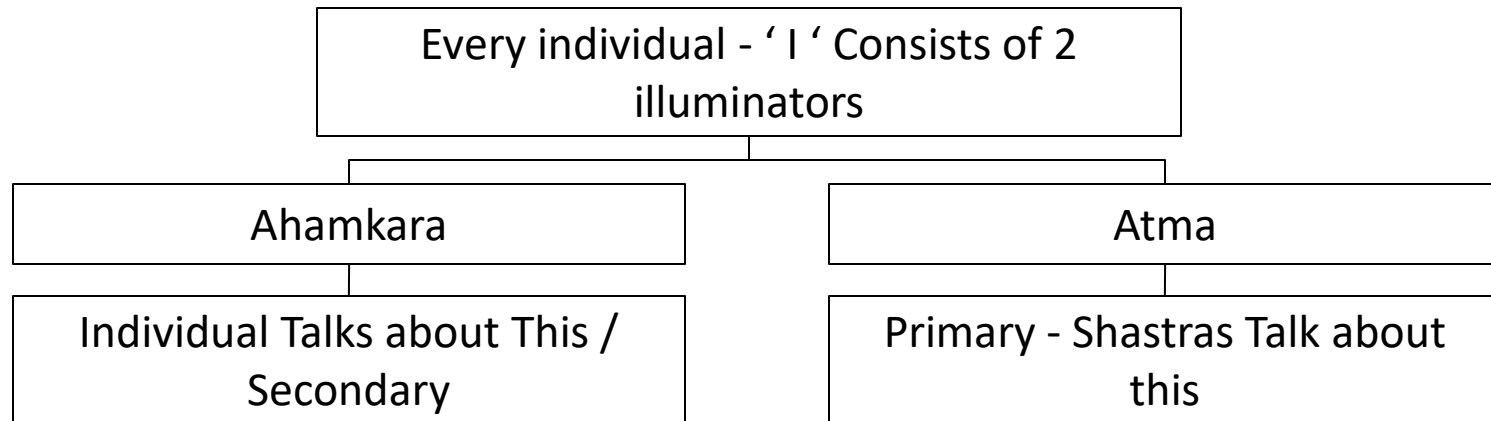 Every individual - ‘ I ‘ Consists of 2
illuminators
Ahamkara
Atma
Individual Talks about This /
Secondary
Primary - Shastras Talk about
this